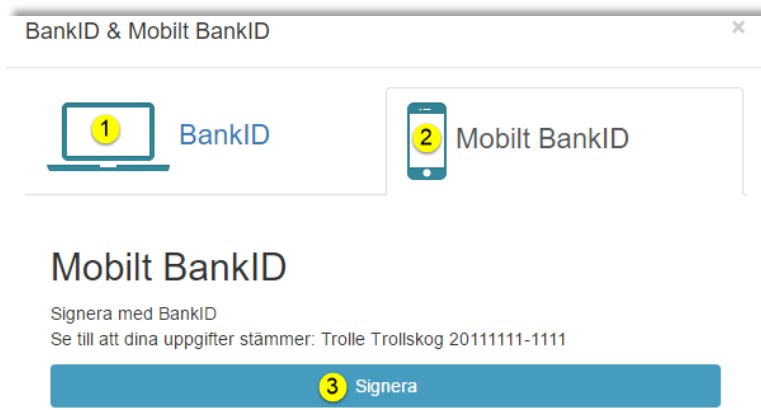 BankID & Mobilt BankID ×
1 BankID 2 Mobilt BankID
Mobilt BankID
Signera med BankID
Se till att dina uppgifter stämmer: Trolle Trollskog 20111111-1111
3 Signera